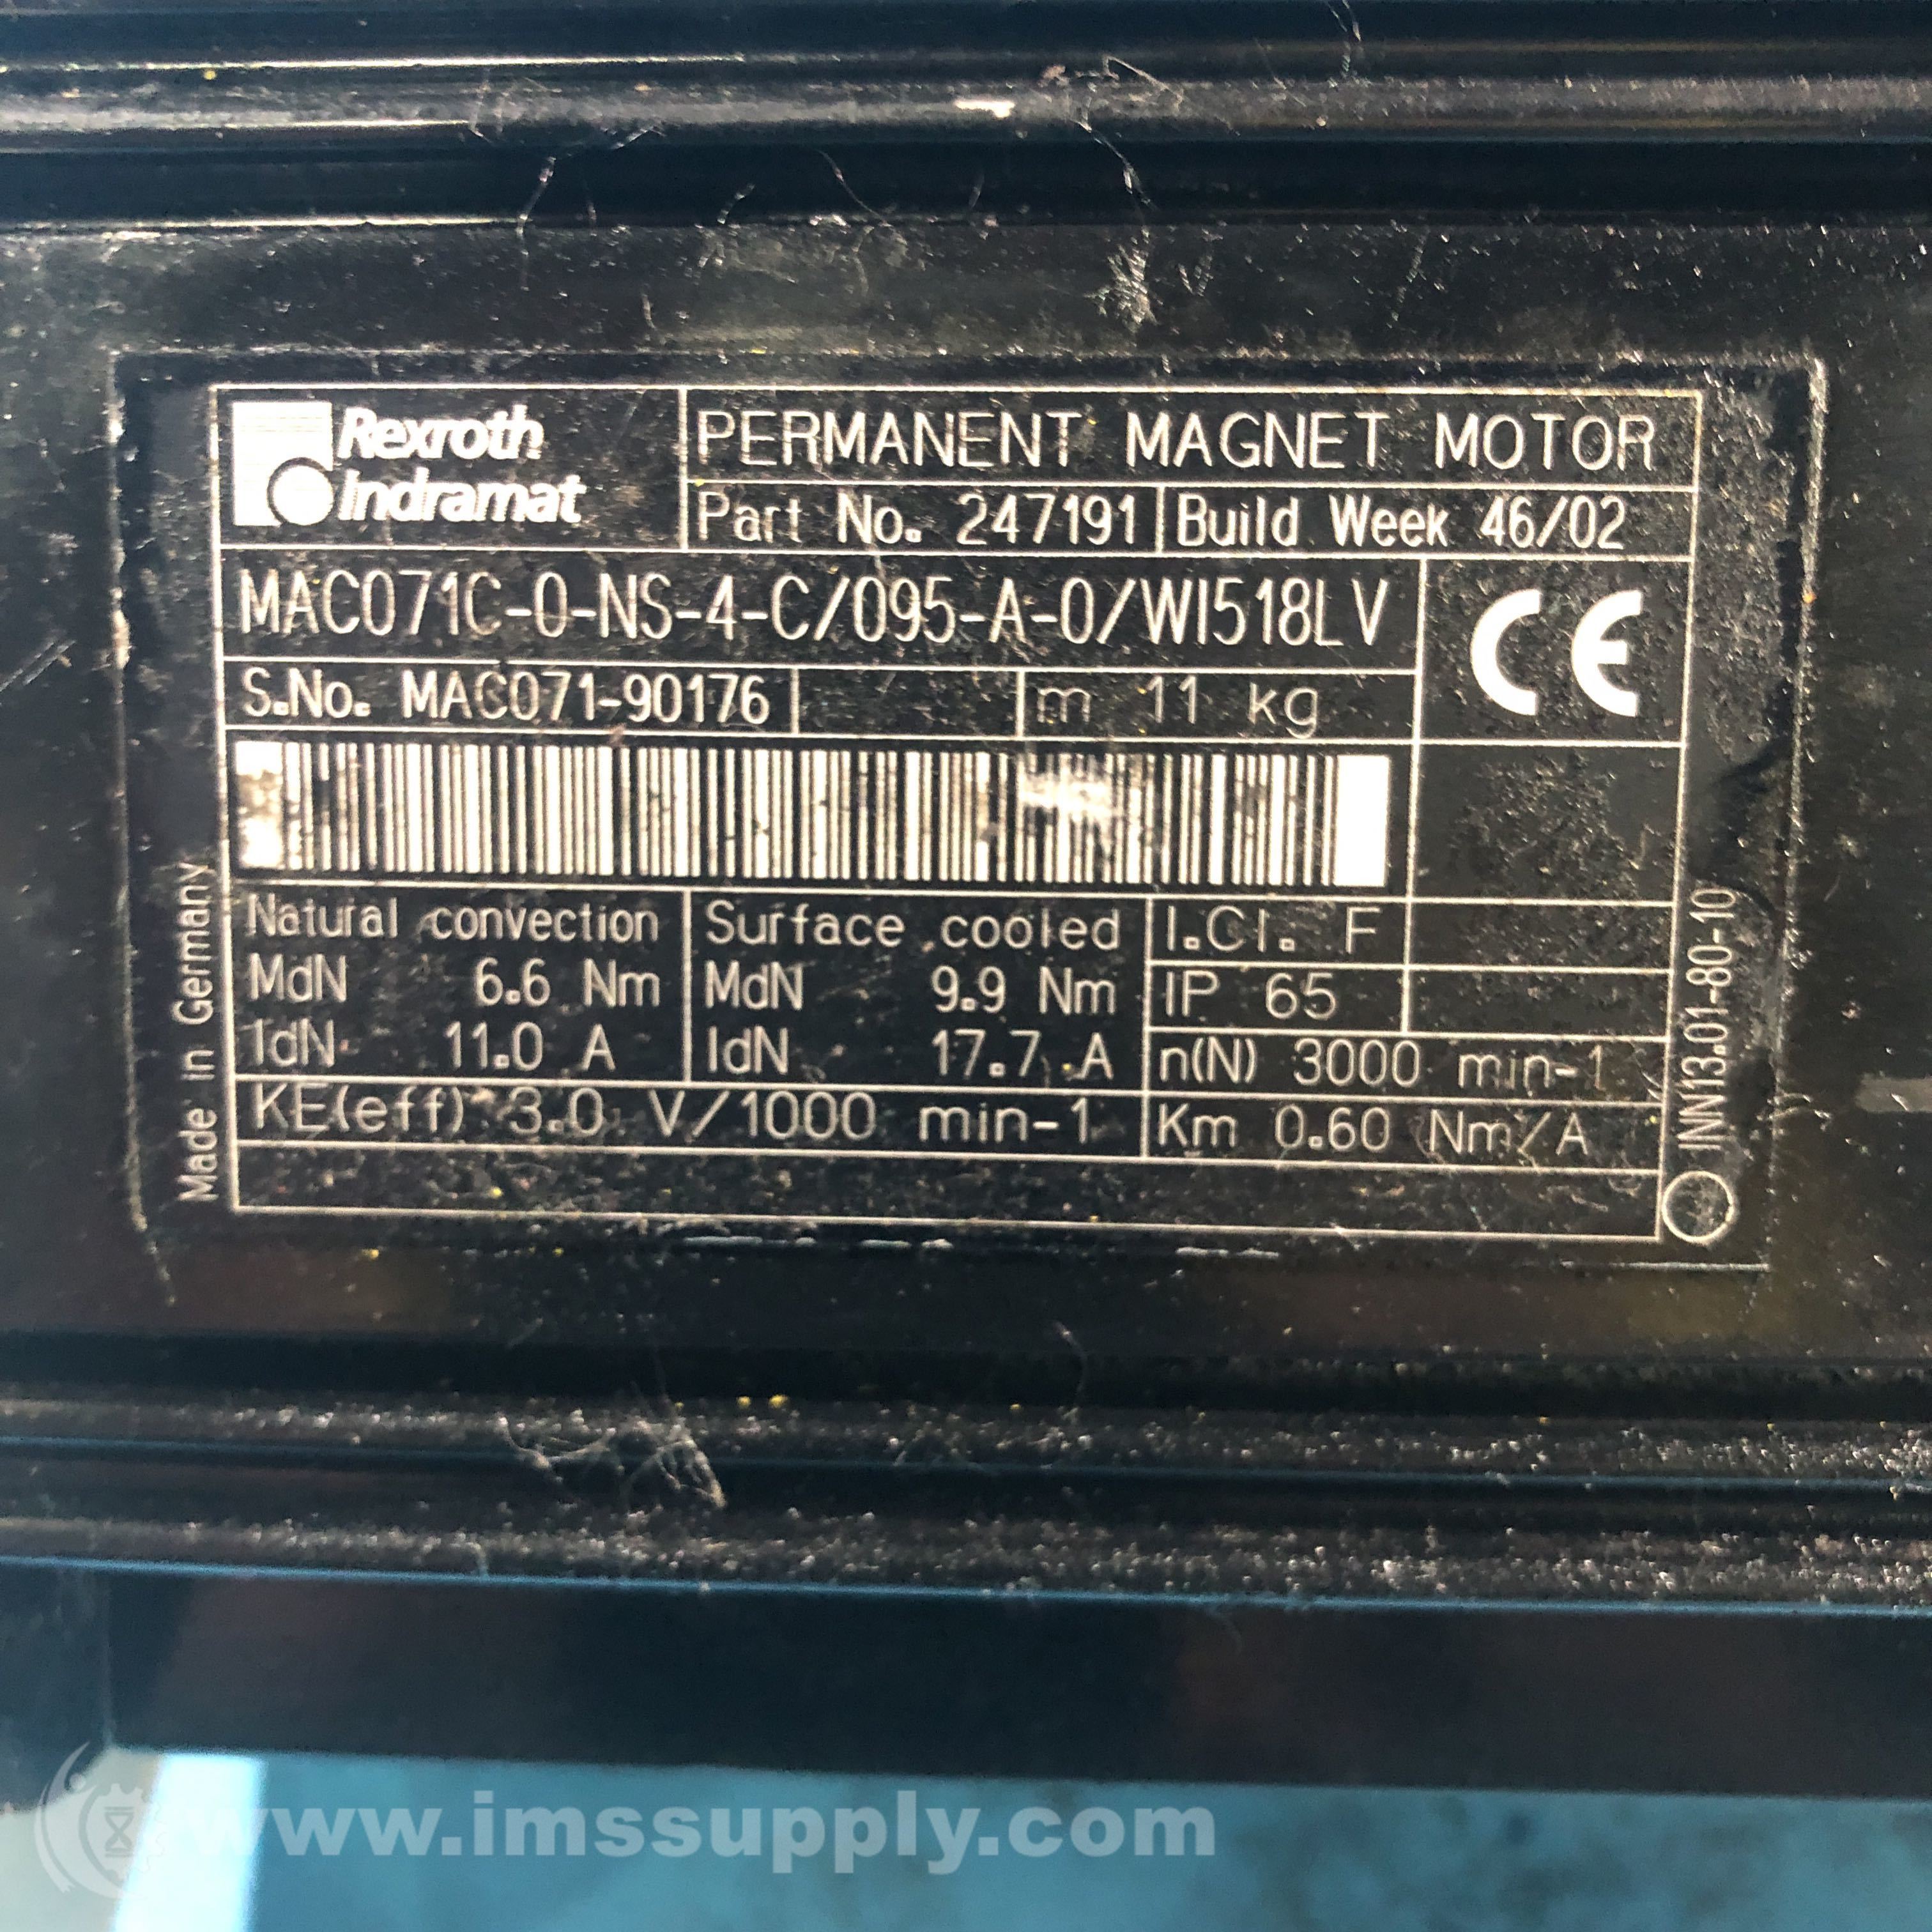 Rexroth
Indramat
PERMANENT MAGNET MOTOR
Part No. 247191 Build Week 46/02
MAC071C-0-NS-4-C/095-A-0/WI518LV
CE
S.No. MAC071-90176 m 11 kg
Natural convection Surface cooled I.Cl. F
MdN 6.6 Nm MdN 9.9 Nm IP 65
IdN 11.0 A IdN 17.7 A n(N) 3000 min-1
KE(eff) 3.0 V/1000 min-1 Km 0.60 Nm/A
Made in Germany
INN13.01-80-10
www.imssupply.com